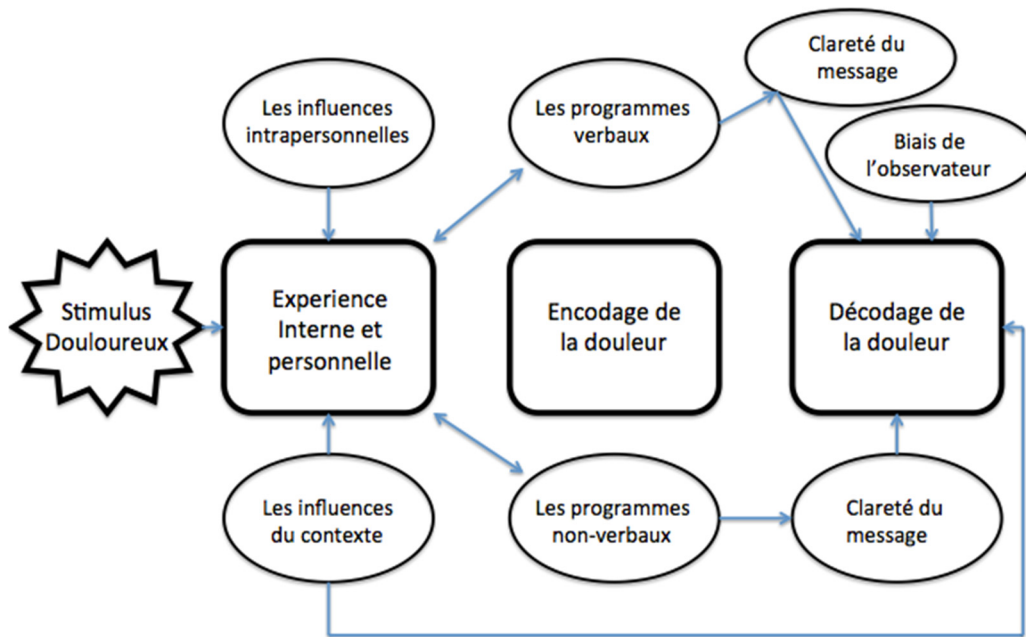 Clareté du
message
Les influences
intrapersonnelles
Les programmes
verbaux
Biais de
l'observateur
Stimulus
Douloureux
Experience
Interne et
personnelle
Encodage de
la douleur
Décodage de
la douleur
Les influences
du contexte
Les programmes
non-verbaux
Clareté du
message